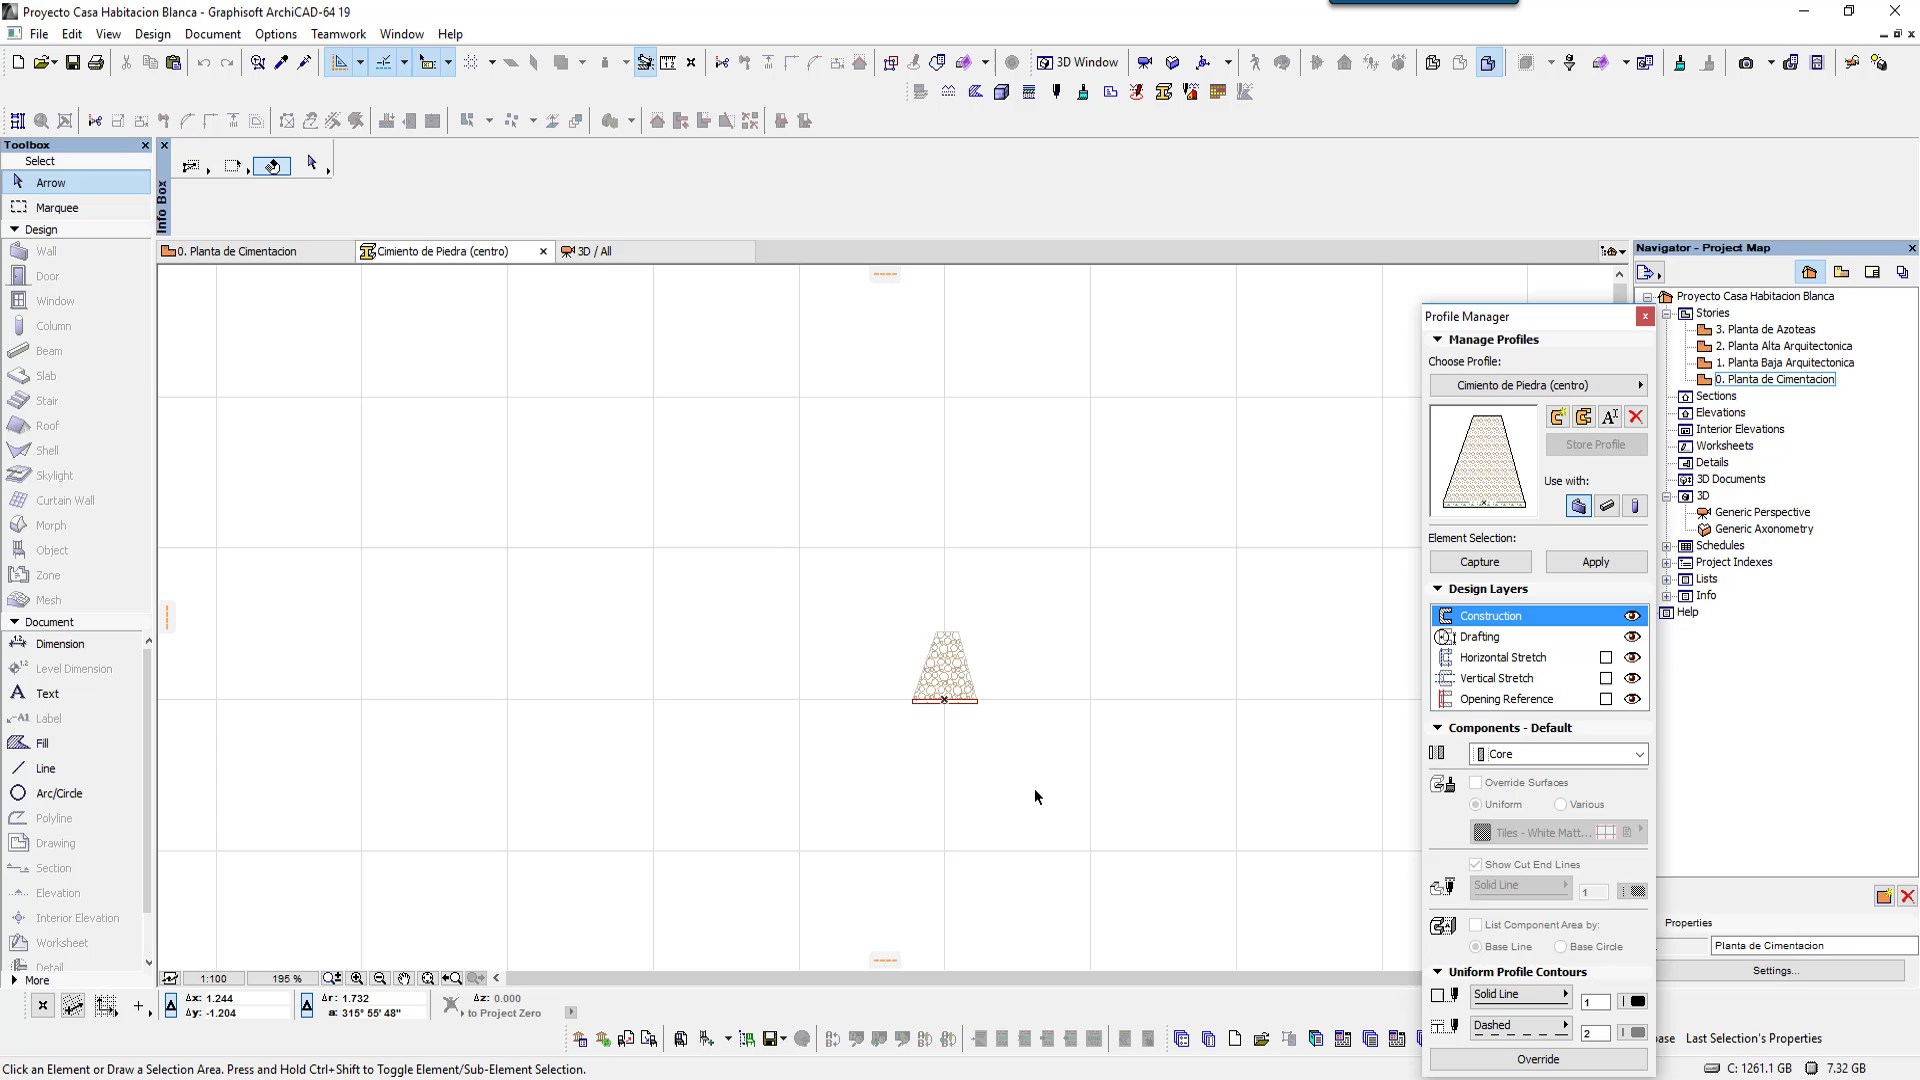 Proyecto Casa Habitacion Blanca - Graphisoft ArchiCAD-64 19
File Edit View Design Document Options Teamwork Window Help
3D Window
Toolbox
Select
Arrow
Marquee
Design
Wall
Door
Window
Column
Beam
Slab
Stair
Roof
Shell
Skylight
Curtain Wall
Morph
Object
Zone
Mesh
Document
Dimension
Level Dimension
Text
Label
Fill
Line
Arc/Circle
Polyline
Drawing
Section
Elevation
Interior Elevation
Worksheet
Detail
More
Info Box
0. Planta de Cimentacion
Cimiento de Piedra (centro)
3D / All
Profile Manager
Manage Profiles
Choose Profile:
Cimiento de Piedra (centro)
Store Profile
Use with:
Element Selection:
Capture
Apply
Design Layers
Construction
Drafting
Horizontal Stretch
Vertical Stretch
Opening Reference
Components - Default
Core
Override Surfaces
Uniform
Various
Tiles - White Matt...
Show Cut End Lines
Solid Line
1
List Component Area by:
Base Line
Base Circle
Uniform Profile Contours
Solid Line
1
Dashed
2
Override
Navigator - Project Map
Proyecto Casa Habitacion Blanca
Stories
3. Planta de Azoteas
2. Planta Alta Arquitectonica
1. Planta Baja Arquitectonica
0. Planta de Cimentacion
Sections
Elevations
Interior Elevations
Worksheets
Details
3D Documents
3D
Generic Perspective
Generic Axonometry
Schedules
Project Indexes
Lists
Info
Help
Properties
Planta de Cimentacion
Settings...
1:100
195 %
Δx: 1.244
Δy: -1.204
Δr: 1.732
a: 315° 55' 48"
Δz: 0.000
to Project Zero
ase Last Selection's Properties
Click an Element or Draw a Selection Area. Press and Hold Ctrl+Shift to Toggle Element/Sub-Element Selection.
C: 1261.1 GB
7.32 GB